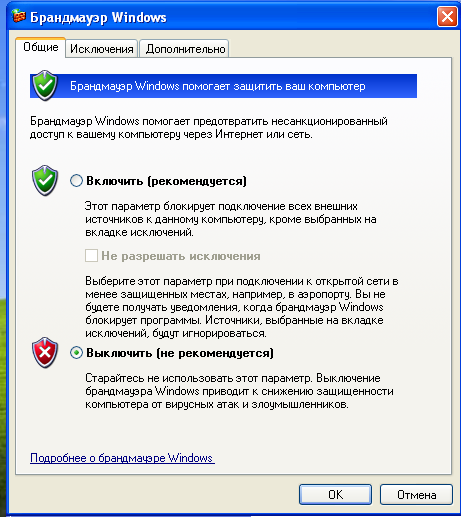 Брандмауэр Windows
Общие
Исключения
Дополнительно
Брандмауэр Windows помогает защитить ваш компьютер
Брандмауэр Windows помогает предотвратить несанкционированный
доступ к вашему компьютеру через Интернет или сеть.
Включить (рекомендуется)
Этот параметр блокирует подключение всех внешних
источников к данному компьютеру, кроме выбранных на
вкладке исключений.
Не разрешать исключения
Выберите этот параметр при подключении к открытой сети в
менее защищенных местах, например, в аэропорту. Вы не
будете получать уведомления, когда брандмауэр Windows
блокирует программы. Источники, выбранные на вкладке
исключений, будут игнорироваться.
Выключить (не рекомендуется)
Старайтесь не использовать этот параметр. Выключение
брандмауэра Windows приводит к снижению защищенности
компьютера от вирусных атак и злоумышленников.
Подробнее о брандмауэре Windows
OK
Отмена